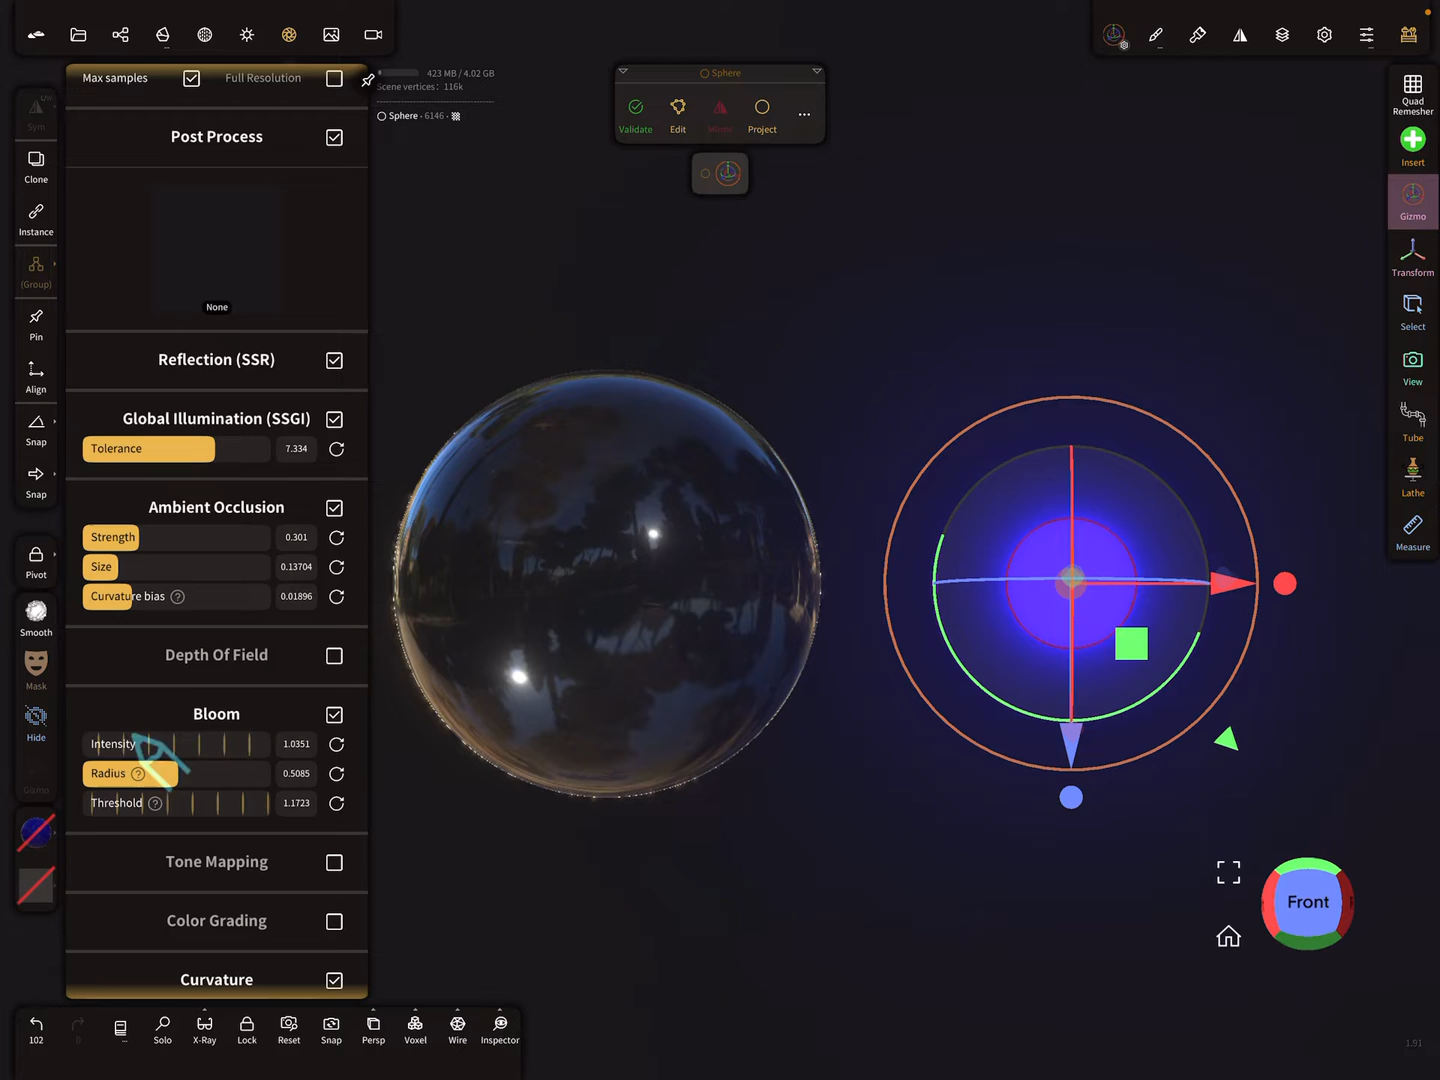 Max samples
Full Resolution
Post Process
None
Reflection (SSR)
Global Illumination (SSGI)
Tolerance
7.334
Ambient Occlusion
Strength
0.301
Size
0.13704
Curvature bias ?
0.01896
Depth Of Field
Bloom
Intensity
1.0351
Radius ?
0.5085
Threshold ?
1.1723
Tone Mapping
Color Grading
Curvature
423 MB / 4.02 GB
Scene vertices: 116k
Sphere · 6146 ·
Sphere
Validate
Edit
Project
...
Sym
Clone
Instance
(Group)
Pin
Align
Snap
Snap
Pivot
Smooth
Mask
Hide
Gizmo
Quad
Remesher
Insert
Gizmo
Transform
Select
View
Tube
Lathe
Measure
Front
102
Solo
X-Ray
Lock
Reset
Snap
Persp
Voxel
Wire
Inspector
1.91